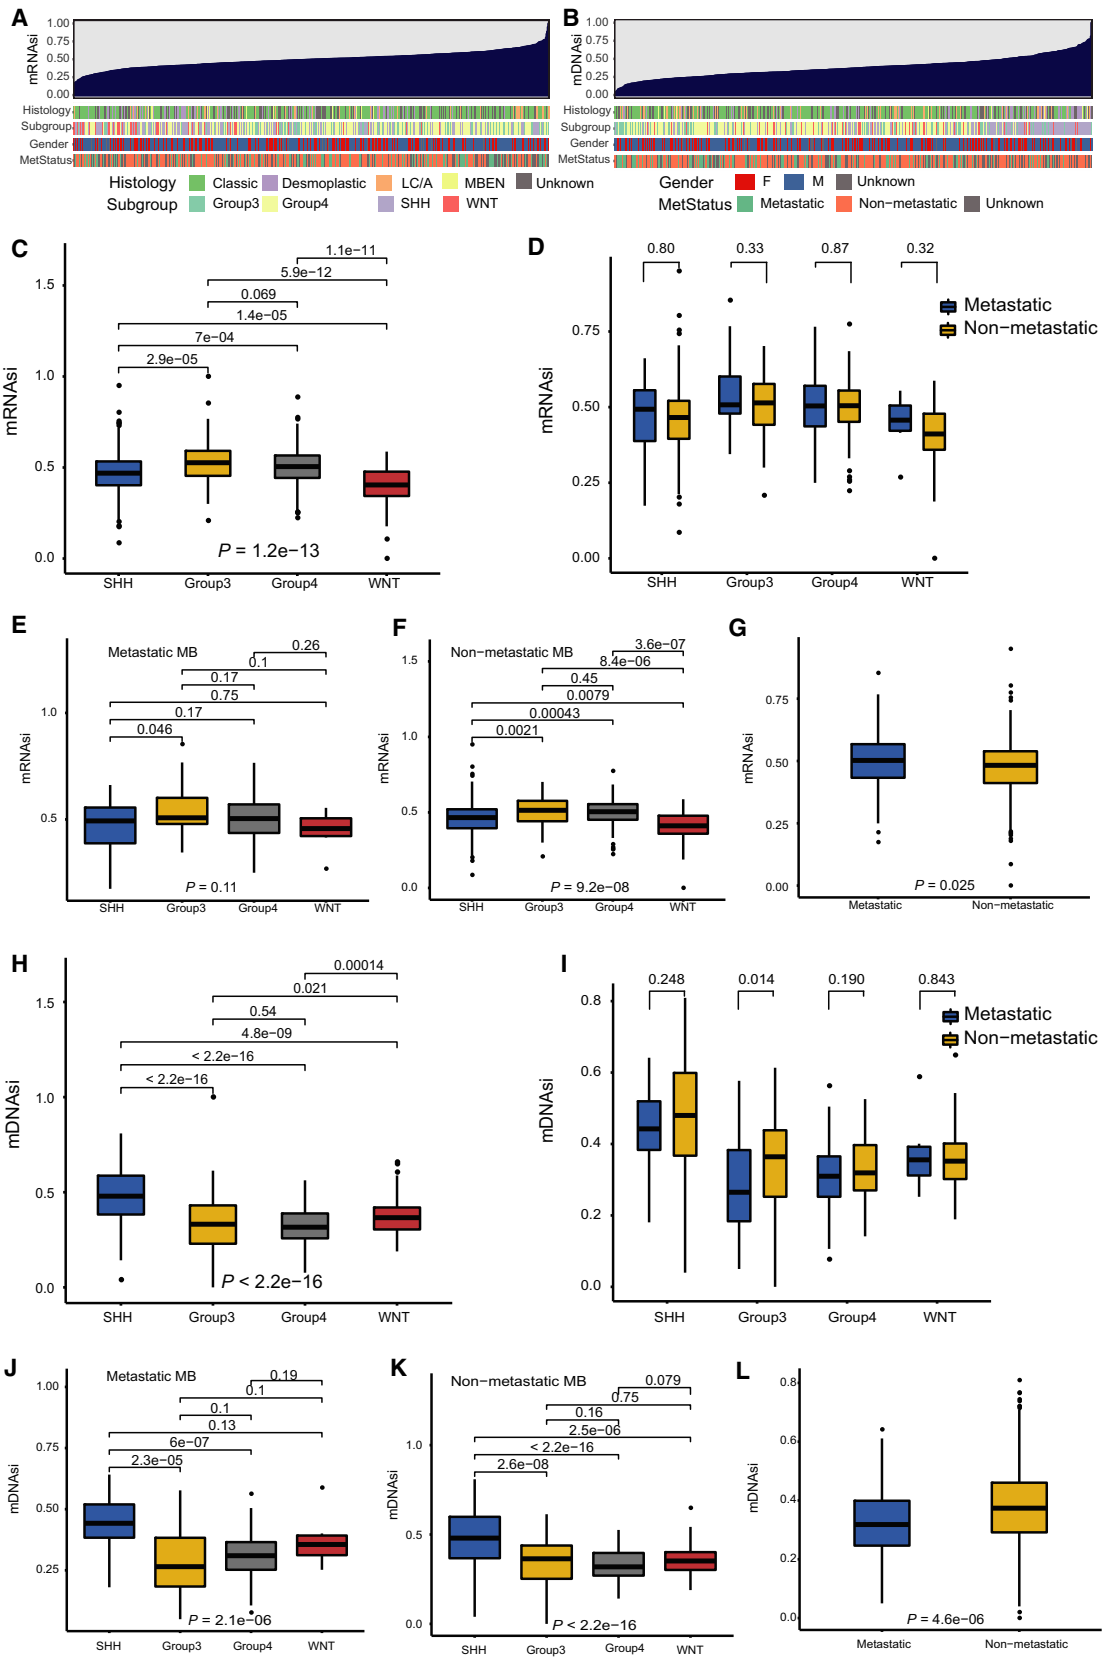 A
mRNAsi
1.00
0.75
0.50
0.25
0.00
Histology
Subgroup
Gender
MetStatus
B
mDNAsi
1.00
0.75
0.50
0.25
0.00
Histology
Subgroup
Gender
MetStatus
Histology Classic Desmoplastic LC/A MBEN Unknown
Subgroup Group3 Group4 SHH WNT
Gender F M Unknown
MetStatus Metastatic Non−metastatic Unknown
C
mRNAsi
1.5
1.0
0.5
0.0
1.1e−11
5.9e−12
0.069
1.4e−05
7e−04
2.9e−05
P = 1.2e−13
SHH Group3 Group4 WNT
D
mRNAsi
0.75
0.50
0.25
0.00
0.80 0.33 0.87 0.32
Metastatic
Non−metastatic
SHH Group3 Group4 WNT
E
Metastatic MB
mRNAsi
1.0
0.5
0.26
0.1
0.17
0.75
0.17
0.046
P = 0.11
SHH Group3 Group4 WNT
F
Non−metastatic MB
mRNAsi
1.5
1.0
0.5
0.0
3.6e−07
8.4e−06
0.45
0.0079
0.00043
0.0021
P = 9.2e−08
SHH Group3 Group4 WNT
G
mRNAsi
0.75
0.50
0.25
0.00
P = 0.025
Metastatic Non−metastatic
H
mDNAsi
1.5
1.0
0.5
0.0
0.00014
0.021
0.54
4.8e−09
< 2.2e−16
< 2.2e−16
P < 2.2e−16
SHH Group3 Group4 WNT
I
mDNAsi
0.8
0.6
0.4
0.2
0.0
0.248 0.014 0.190 0.843
Metastatic
Non−metastatic
SHH Group3 Group4 WNT
J
Metastatic MB
mDNAsi
1.00
0.75
0.50
0.25
0.19
0.1
0.1
0.13
6e−07
2.3e−05
P = 2.1e−06
SHH Group3 Group4 WNT
K
Non−metastatic MB
mDNAsi
1.0
0.5
0.0
0.079
0.75
0.16
2.5e−06
< 2.2e−16
2.6e−08
P < 2.2e−16
SHH Group3 Group4 WNT
L
mDNAsi
0.8
0.6
0.4
0.2
0.0
P = 4.6e−06
Metastatic Non−metastatic